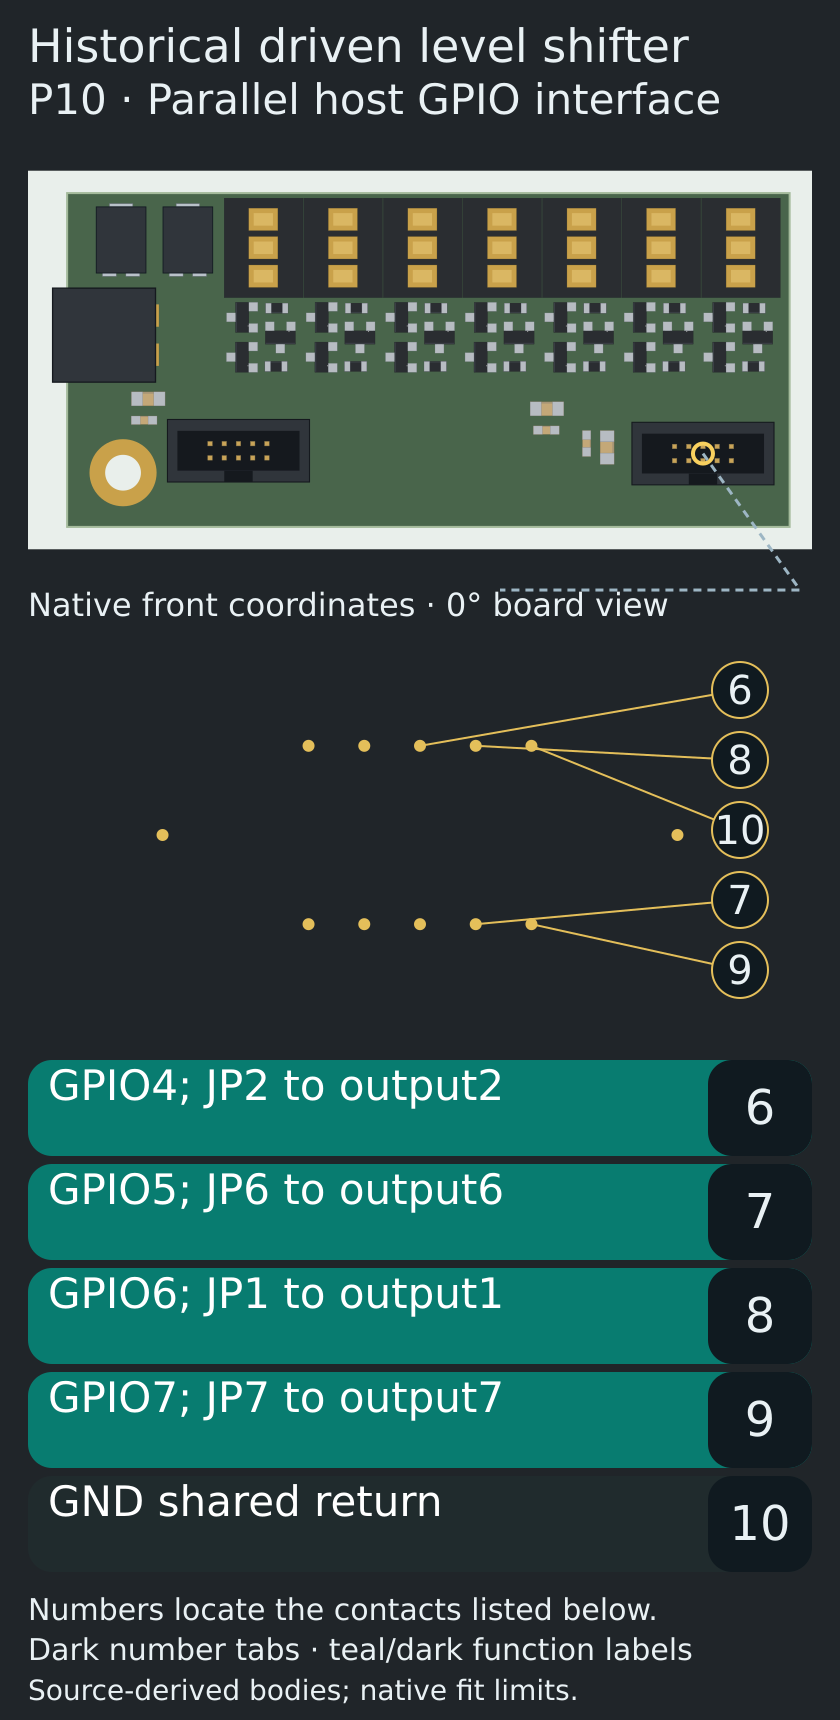 Historical driven level shifter
P10 · Parallel host GPIO interface
Native front coordinates · 0° board view
6
8
10
7
9
GPIO4; JP2 to output2 6
GPIO5; JP6 to output6 7
GPIO6; JP1 to output1 8
GPIO7; JP7 to output7 9
GND shared return 10
Numbers locate the contacts listed below.
Dark number tabs · teal/dark function labels
Source-derived bodies; native fit limits.